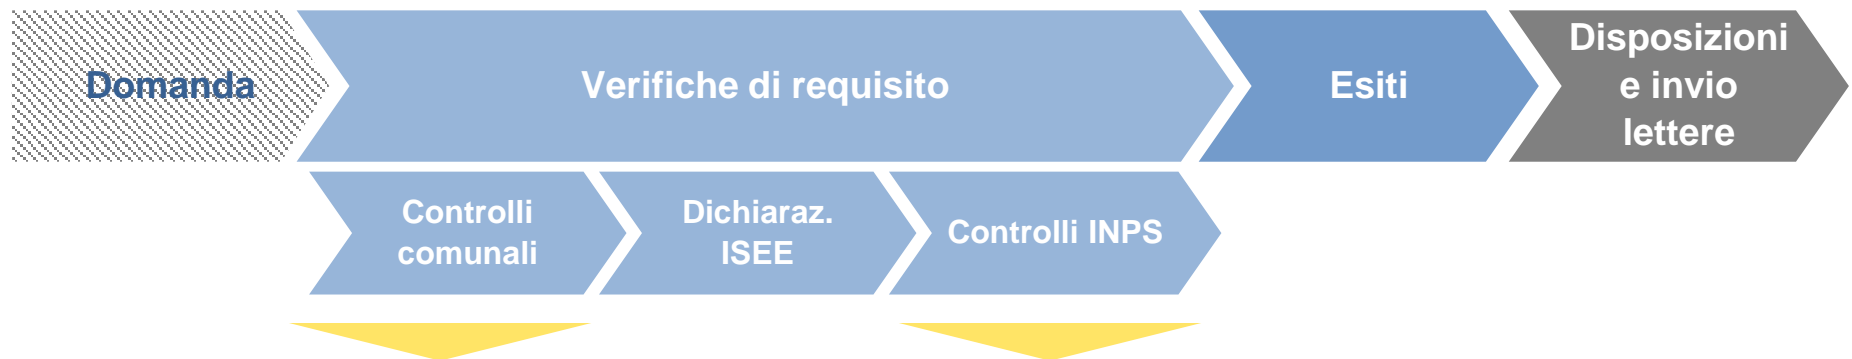 Domanda
Verifiche di requisito
Esiti
Disposizioni
e invio
lettere
Controlli
comunali
Dichiaraz.
ISEE
Controlli INPS